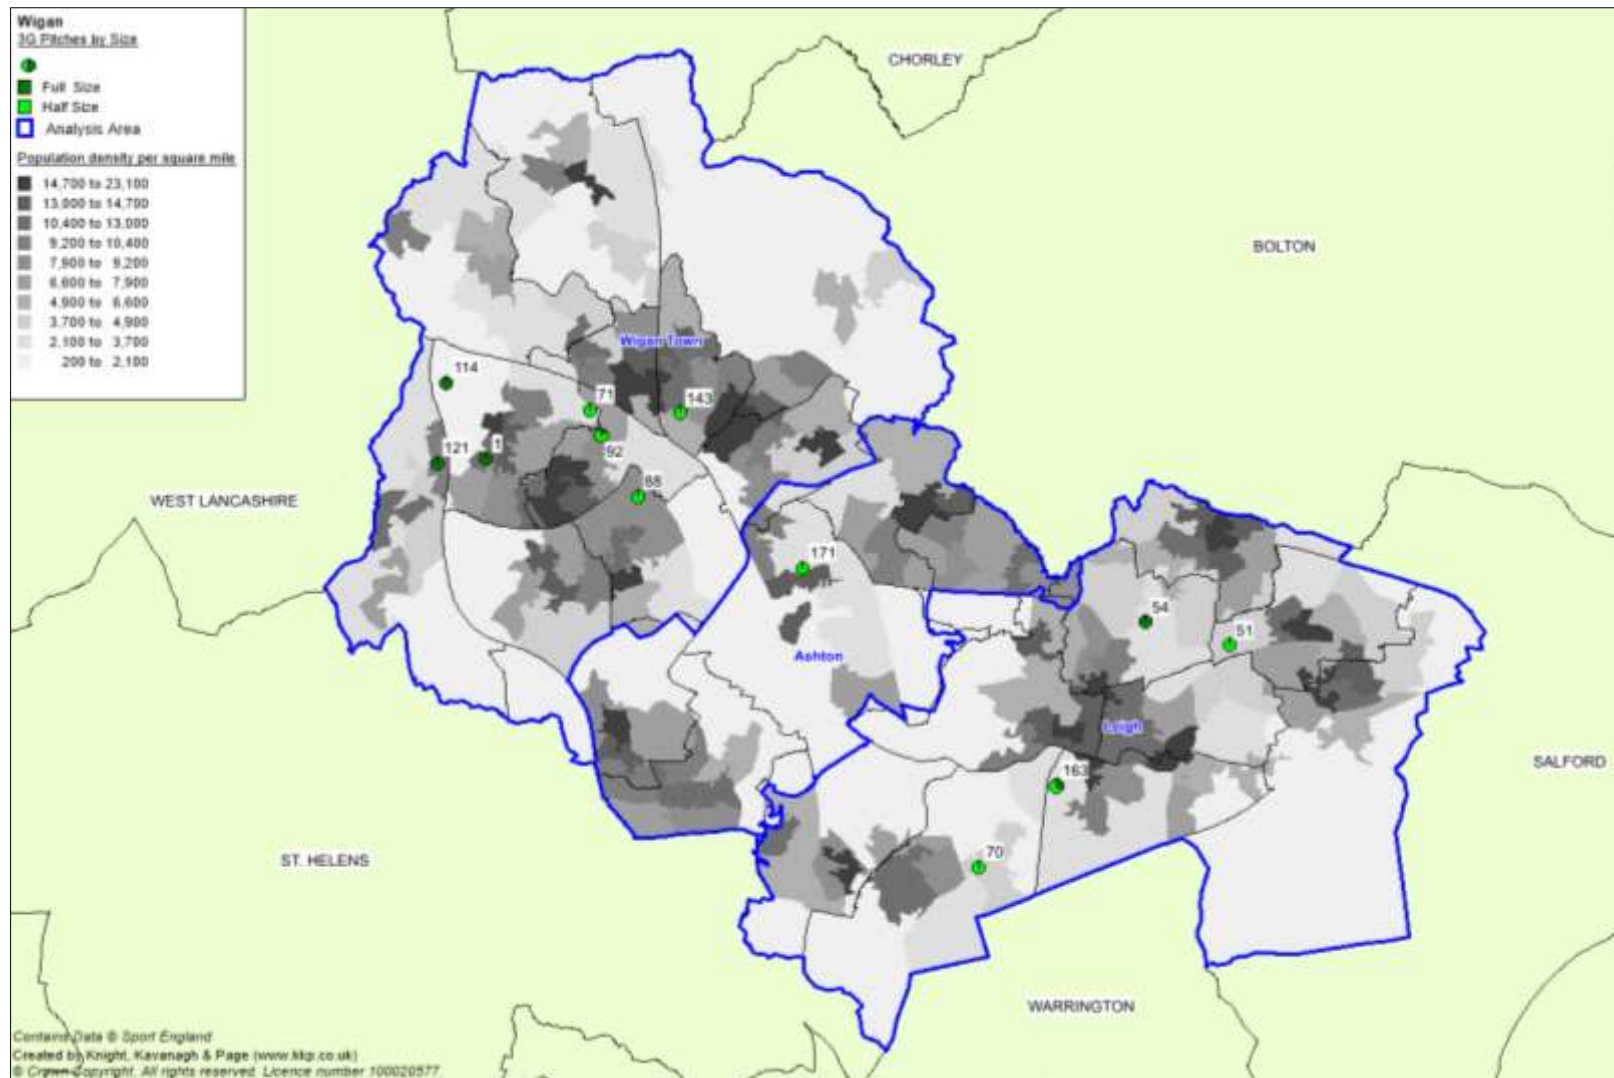 Wigan
3G Pitches by Size
Full Size
Half Size
Analysis Area
Population density per square mile
14,700 to 23,100
13,000 to 14,700
10,400 to 13,000
9,200 to 10,400
7,900 to 9,200
6,600 to 7,900
4,900 to 6,600
3,700 to 4,900
2,100 to 3,700
200 to 2,100
CHORLEY
BOLTON
Wigan Town
114
71
143
121
1
92
88
WEST LANCASHIRE
171
54
51
Ashton
Leigh
163
SALFORD
ST. HELENS
70
WARRINGTON
Contains Data © Sport England
Created by Knight, Kavanagh & Page (www.kkp.co.uk)
© Crown Copyright. All rights reserved. Licence number 100020577.